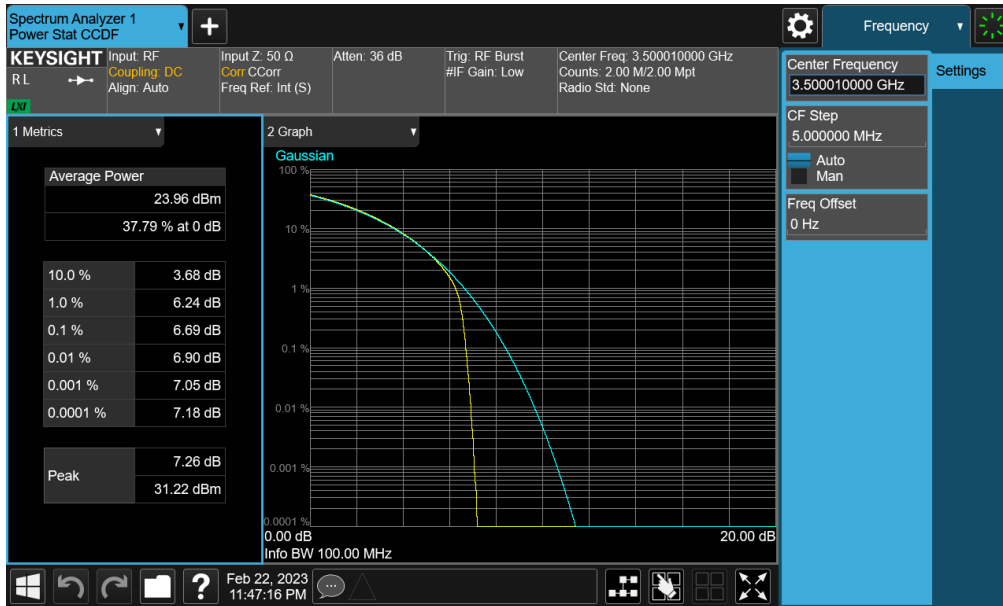 Spectrum Analyzer 1
Power Stat CCDF
+
Frequency
KEYSIGHT
R L
LXI
Input: RF
Coupling: DC
Align: Auto
Input Z: 50 Ω
Corr CCorr
Freq Ref: Int (S)
Atten: 36 dB
Trig: RF Burst
#IF Gain: Low
Center Freq: 3.500010000 GHz
Counts: 2.00 M/2.00 Mpt
Radio Std: None
Center Frequency
3.500010000 GHz
Settings
CF Step
5.000000 MHz
Auto
Man
Freq Offset
0 Hz
1 Metrics
Average Power
23.96 dBm
37.79 % at 0 dB
10.0 % 3.68 dB
1.0 % 6.24 dB
0.1 % 6.69 dB
0.01 % 6.90 dB
0.001 % 7.05 dB
0.0001 % 7.18 dB
Peak 7.26 dB
31.22 dBm
2 Graph
Gaussian
100 %
10 %
1 %
0.1 %
0.01 %
0.001 %
0.0001 %
0.00 dB 20.00 dB
Info BW 100.00 MHz
?
Feb 22, 2023
11:47:16 PM